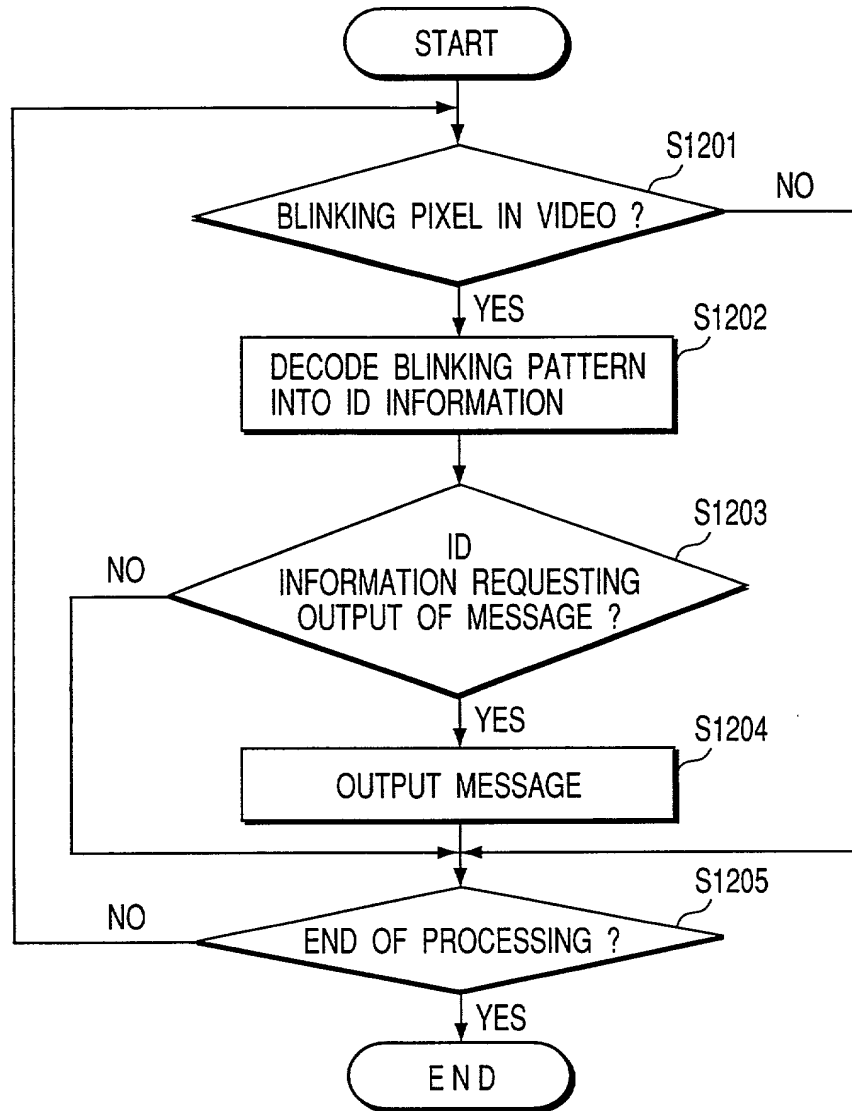 START
S1201
BLINKING PIXEL IN VIDEO ?
NO
YES
S1202
DECODE BLINKING PATTERN
INTO ID INFORMATION
S1203
NO
ID
INFORMATION REQUESTING
OUTPUT OF MESSAGE ?
YES
S1204
OUTPUT MESSAGE
S1205
NO
END OF PROCESSING ?
YES
END